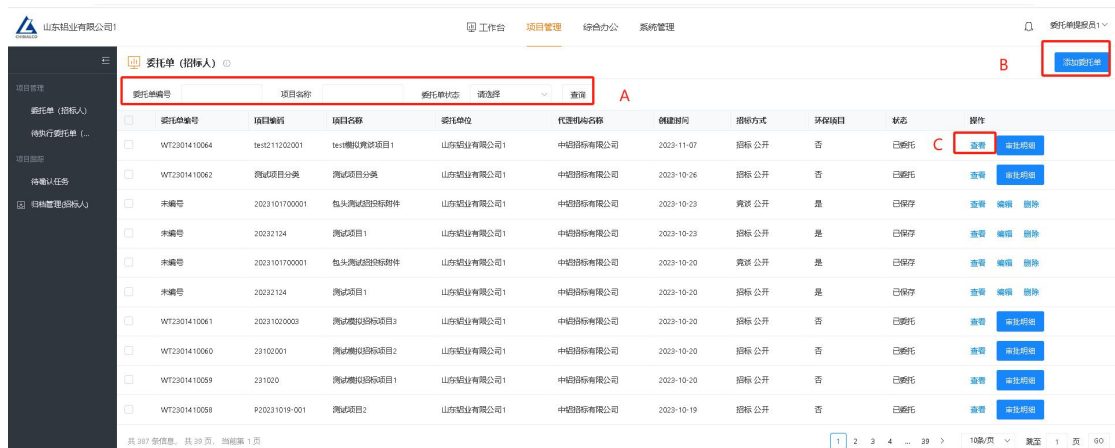 CHINALCO
山东铝业有限公司1 工作台 项目管理 综合办公 系统管理 委托单提报员1
委托单（招标人） B 添加委托单
项目管理
委托单（招标人）
待执行委托单（...
项目跟踪
待确认任务
归档管理(招标人)
委托单编号 项目名称 委托单状态 请选择 查询 A
委托单编号 项目编码 项目名称 委托单位 代理机构名称 创建时间 招标方式 环保项目 状态 操作
WT2301410064 test211202001 test模拟竞谈项目1 山东铝业有限公司1 中铝招标有限公司 2023-11-07 招标 公开 否 已委托 C 查看 审批明细
WT2301410062 测试项目分类 测试项目分类 山东铝业有限公司1 中铝招标有限公司 2023-10-26 招标 公开 否 已委托 查看 审批明细
未编号 2023101700001 包头测试招投标附件 山东铝业有限公司1 中铝招标有限公司 2023-10-23 竞谈 公开 是 已保存 查看 编辑 删除
未编号 20232124 测试项目1 山东铝业有限公司1 中铝招标有限公司 2023-10-23 招标 公开 是 已保存 查看 编辑 删除
未编号 2023101700001 包头测试招投标附件 山东铝业有限公司1 中铝招标有限公司 2023-10-20 竞谈 公开 是 已保存 查看 编辑 删除
未编号 20232124 测试项目1 山东铝业有限公司1 中铝招标有限公司 2023-10-20 招标 公开 是 已保存 查看 编辑 删除
WT2301410061 20231020003 测试模拟招标项目3 山东铝业有限公司1 中铝招标有限公司 2023-10-20 招标 公开 否 已委托 查看 审批明细
WT2301410060 23102001 测试模拟招标项目2 山东铝业有限公司1 中铝招标有限公司 2023-10-20 招标 公开 否 已委托 查看 审批明细
WT2301410059 231020 测试模拟招标项目1 山东铝业有限公司1 中铝招标有限公司 2023-10-20 招标 公开 否 已委托 查看 审批明细
WT2301410058 P20231019-001 测试项目2 山东铝业有限公司1 中铝招标有限公司 2023-10-19 招标 公开 否 已委托 查看 审批明细
共 387 条信息，共 39 页，当前第 1 页 1 2 3 4 ... 39 > 10条/页 跳至 1 页 GO